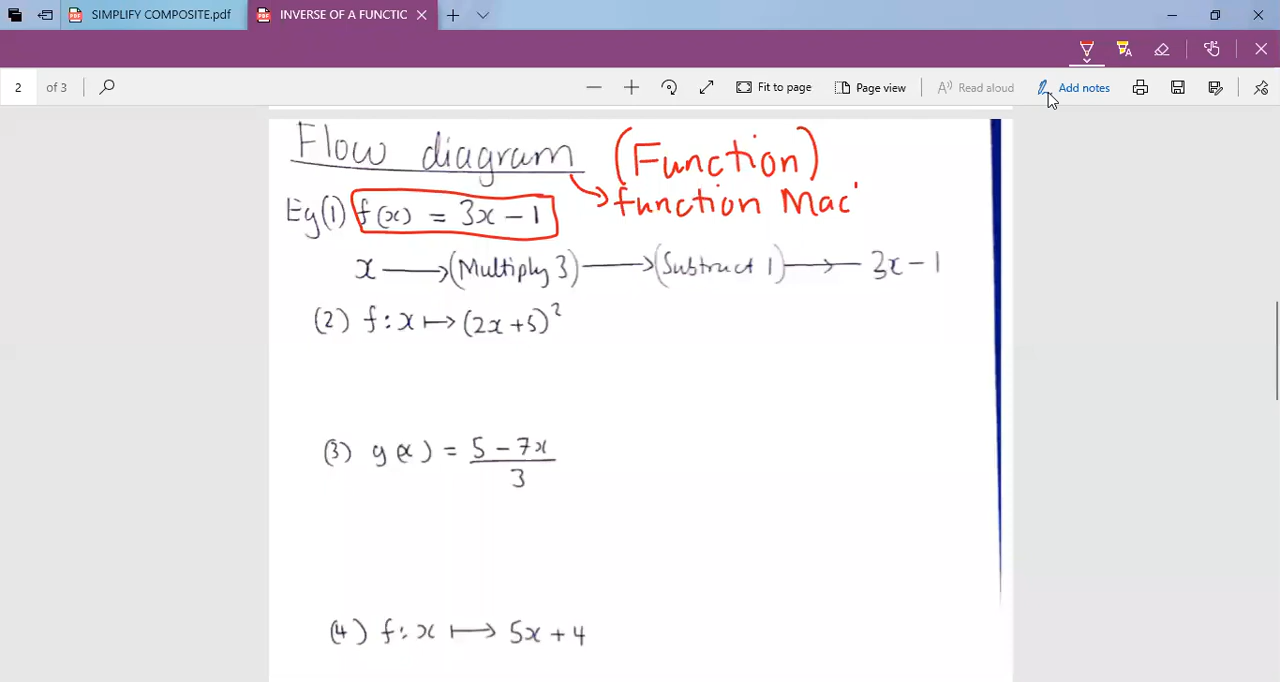 SIMPLIFY COMPOSITE.pdf
INVERSE OF A FUNCTIC
2 of 3
Fit to page
Page view
Read aloud
Add notes
Flow diagram (Function)
function Mac
Eg(1) f(x) = 3x - 1
x → (Multiply 3) → (Subtract 1) → 3x - 1
(2) f : x ↦ (2x + 5)²
(3) g(x) = 5 - 7x
3
(4) f : x ↦ 5x + 4